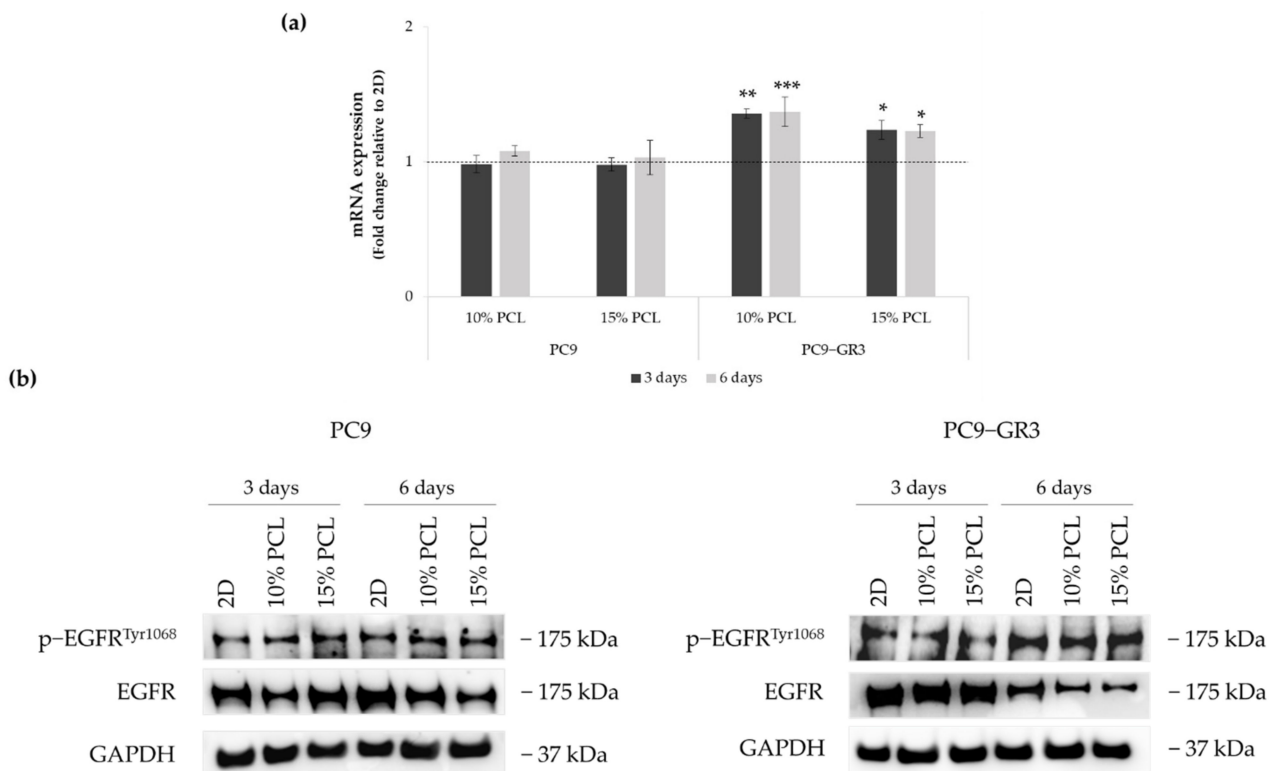 (a)
mRNA expression
(Fold change relative to 2D)
2
1
0
** *** * *
10% PCL 15% PCL 10% PCL 15% PCL
PC9 PC9–GR3
3 days 6 days
(b)
PC9
3 days 6 days
2D 10% PCL 15% PCL 2D 10% PCL 15% PCL
p–EGFRTyr1068 – 175 kDa
EGFR – 175 kDa
GAPDH – 37 kDa
PC9–GR3
3 days 6 days
2D 10% PCL 15% PCL 2D 10% PCL 15% PCL
p–EGFRTyr1068 – 175 kDa
EGFR – 175 kDa
GAPDH – 37 kDa